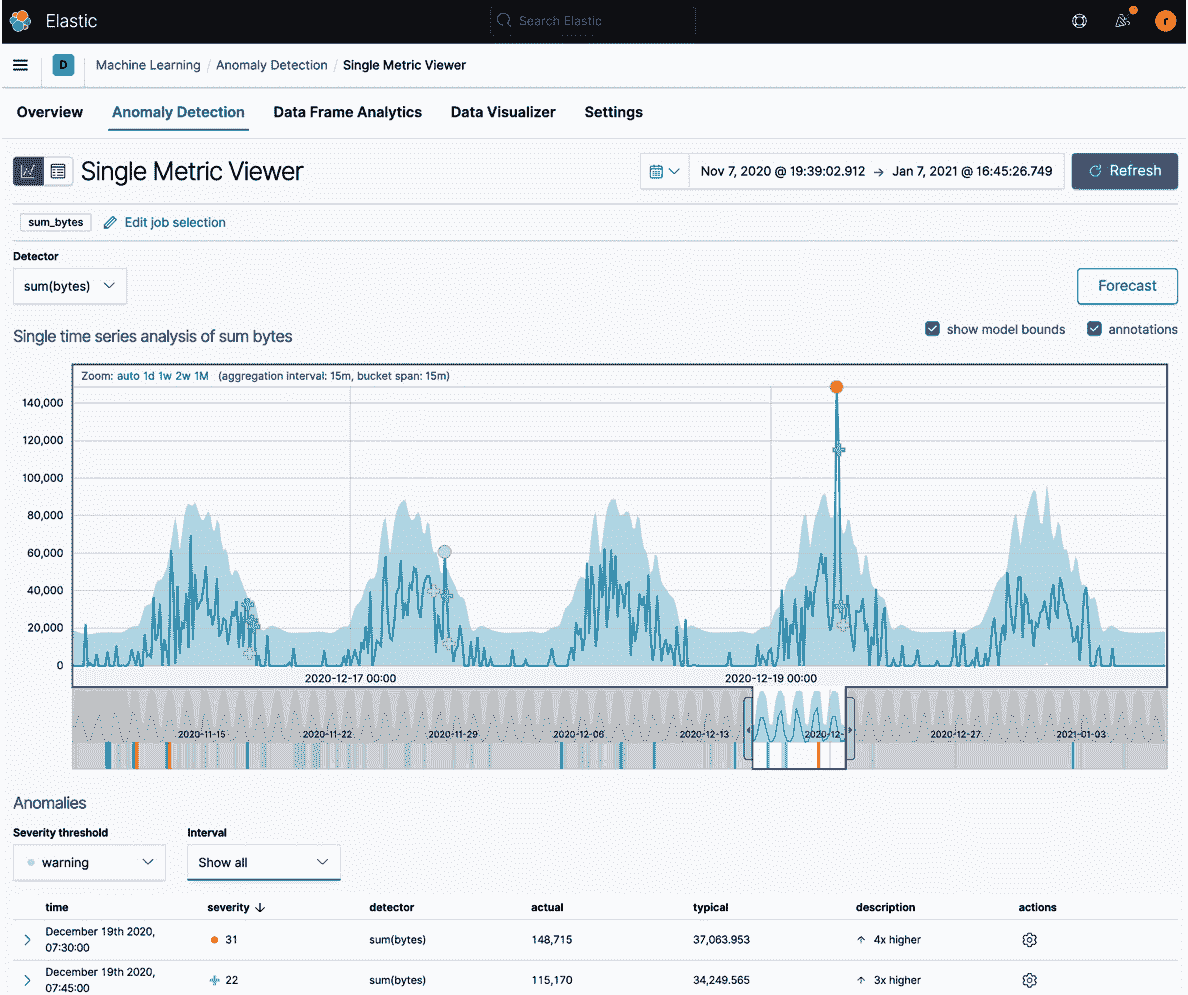 Elastic
Search Elastic
r
D
Machine Learning / Anomaly Detection / Single Metric Viewer
Overview
Anomaly Detection
Data Frame Analytics
Data Visualizer
Settings
Single Metric Viewer
Nov 7, 2020 @ 19:39:02.912 → Jan 7, 2021 @ 16:45:26.749
Refresh
sum_bytes
Edit job selection
Detector
sum(bytes)
Forecast
Single time series analysis of sum bytes
show model bounds
annotations
Zoom: auto 1d 1w 2w 1M (aggregation interval: 15m, bucket span: 15m)
140,000
120,000
100,000
80,000
60,000
40,000
20,000
0
2020-12-17 00:00
2020-12-19 00:00
2020-11-15
2020-11-22
2020-11-29
2020-12-06
2020-12-13
2020-12-
2020-12-27
2021-01-03
Anomalies
Severity threshold
Interval
warning
Show all
time severity ↓ detector actual typical description actions
December 19th 2020,
07:30:00
31 sum(bytes) 148,715 37,063.953 ↑ 4x higher
December 19th 2020,
07:45:00
22 sum(bytes) 115,170 34,249.565 ↑ 3x higher